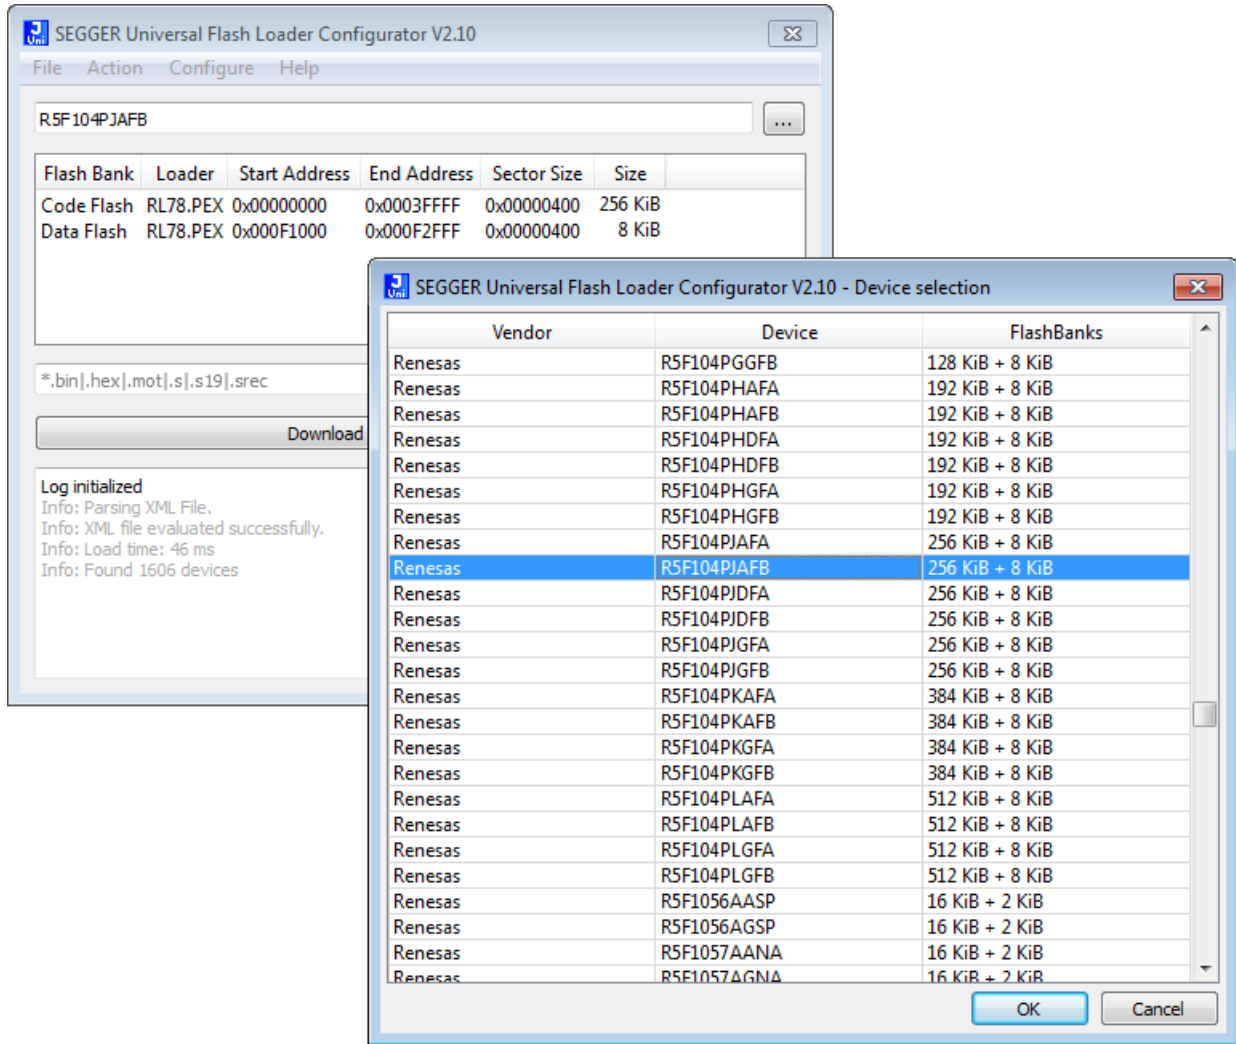 SEGGER Universal Flash Loader Configurator V2.10
File Action Configure Help
R5F104PJAFB
...
Flash Bank Loader Start Address End Address Sector Size Size
Code Flash RL78.PEX 0x00000000 0x0003FFFF 0x00000400 256 KiB
Data Flash RL78.PEX 0x000F1000 0x000F2FFF 0x00000400 8 KiB
*.bin|.hex|.mot|.s|.s19|.srec
Download
Log initialized
Info: Parsing XML File.
Info: XML file evaluated successfully.
Info: Load time: 46 ms
Info: Found 1606 devices
SEGGER Universal Flash Loader Configurator V2.10 - Device selection
Vendor Device FlashBanks
Renesas R5F104PGGFB 128 KiB + 8 KiB
Renesas R5F104PHAFA 192 KiB + 8 KiB
Renesas R5F104PHAFB 192 KiB + 8 KiB
Renesas R5F104PHDFA 192 KiB + 8 KiB
Renesas R5F104PHDFB 192 KiB + 8 KiB
Renesas R5F104PHGFA 192 KiB + 8 KiB
Renesas R5F104PHGFB 192 KiB + 8 KiB
Renesas R5F104PJAFA 256 KiB + 8 KiB
Renesas R5F104PJAFB 256 KiB + 8 KiB
Renesas R5F104PJDFA 256 KiB + 8 KiB
Renesas R5F104PJDFB 256 KiB + 8 KiB
Renesas R5F104PJGFA 256 KiB + 8 KiB
Renesas R5F104PJGFB 256 KiB + 8 KiB
Renesas R5F104PKAFA 384 KiB + 8 KiB
Renesas R5F104PKAFB 384 KiB + 8 KiB
Renesas R5F104PKGFA 384 KiB + 8 KiB
Renesas R5F104PKGFB 384 KiB + 8 KiB
Renesas R5F104PLAFA 512 KiB + 8 KiB
Renesas R5F104PLAFB 512 KiB + 8 KiB
Renesas R5F104PLGFA 512 KiB + 8 KiB
Renesas R5F104PLGFB 512 KiB + 8 KiB
Renesas R5F1056AASP 16 KiB + 2 KiB
Renesas R5F1056AGSP 16 KiB + 2 KiB
Renesas R5F1057AANA 16 KiB + 2 KiB
Renesas R5F1057AGNA 16 KiB + 2 KiB
OK Cancel